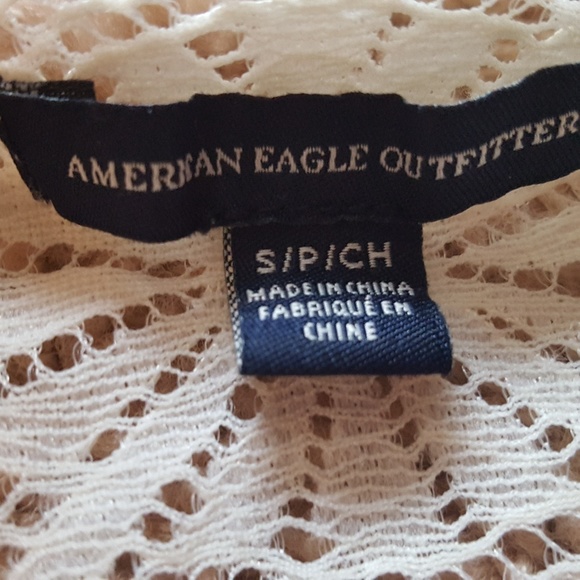 AMERICAN EAGLE OUTFITTER
S/P/CH
MADE IN CHINA
FABRIQUÉ EN
CHINE